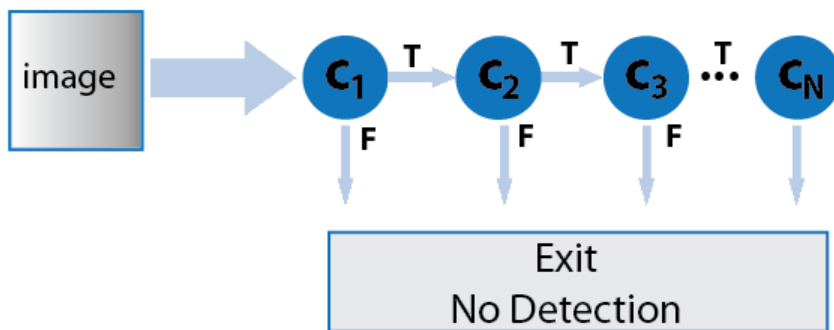 image
C1
T
C2
T
C3
T
...
CN
F
F
F
Exit
No Detection